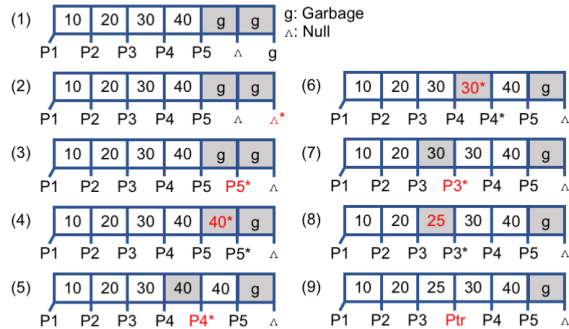 g: Garbage
ʌ: Null
(1) 10 20 30 40 g g
P1 P2 P3 P4 P5 ʌ g
(2) 10 20 30 40 g g
P1 P2 P3 P4 P5 ʌ ʌ*
(3) 10 20 30 40 g g
P1 P2 P3 P4 P5 P5* ʌ
(4) 10 20 30 40 40* g
P1 P2 P3 P4 P5 P5* ʌ
(5) 10 20 30 40 40 g
P1 P2 P3 P4 P4* P5 ʌ
(6) 10 20 30 30* 40 g
P1 P2 P3 P4 P4* P5 ʌ
(7) 10 20 30 30 40 g
P1 P2 P3 P3* P4 P5 ʌ
(8) 10 20 25 30 40 g
P1 P2 P3 P3* P4 P5 ʌ
(9) 10 20 25 30 40 g
P1 P2 P3 Ptr P4 P5 ʌ